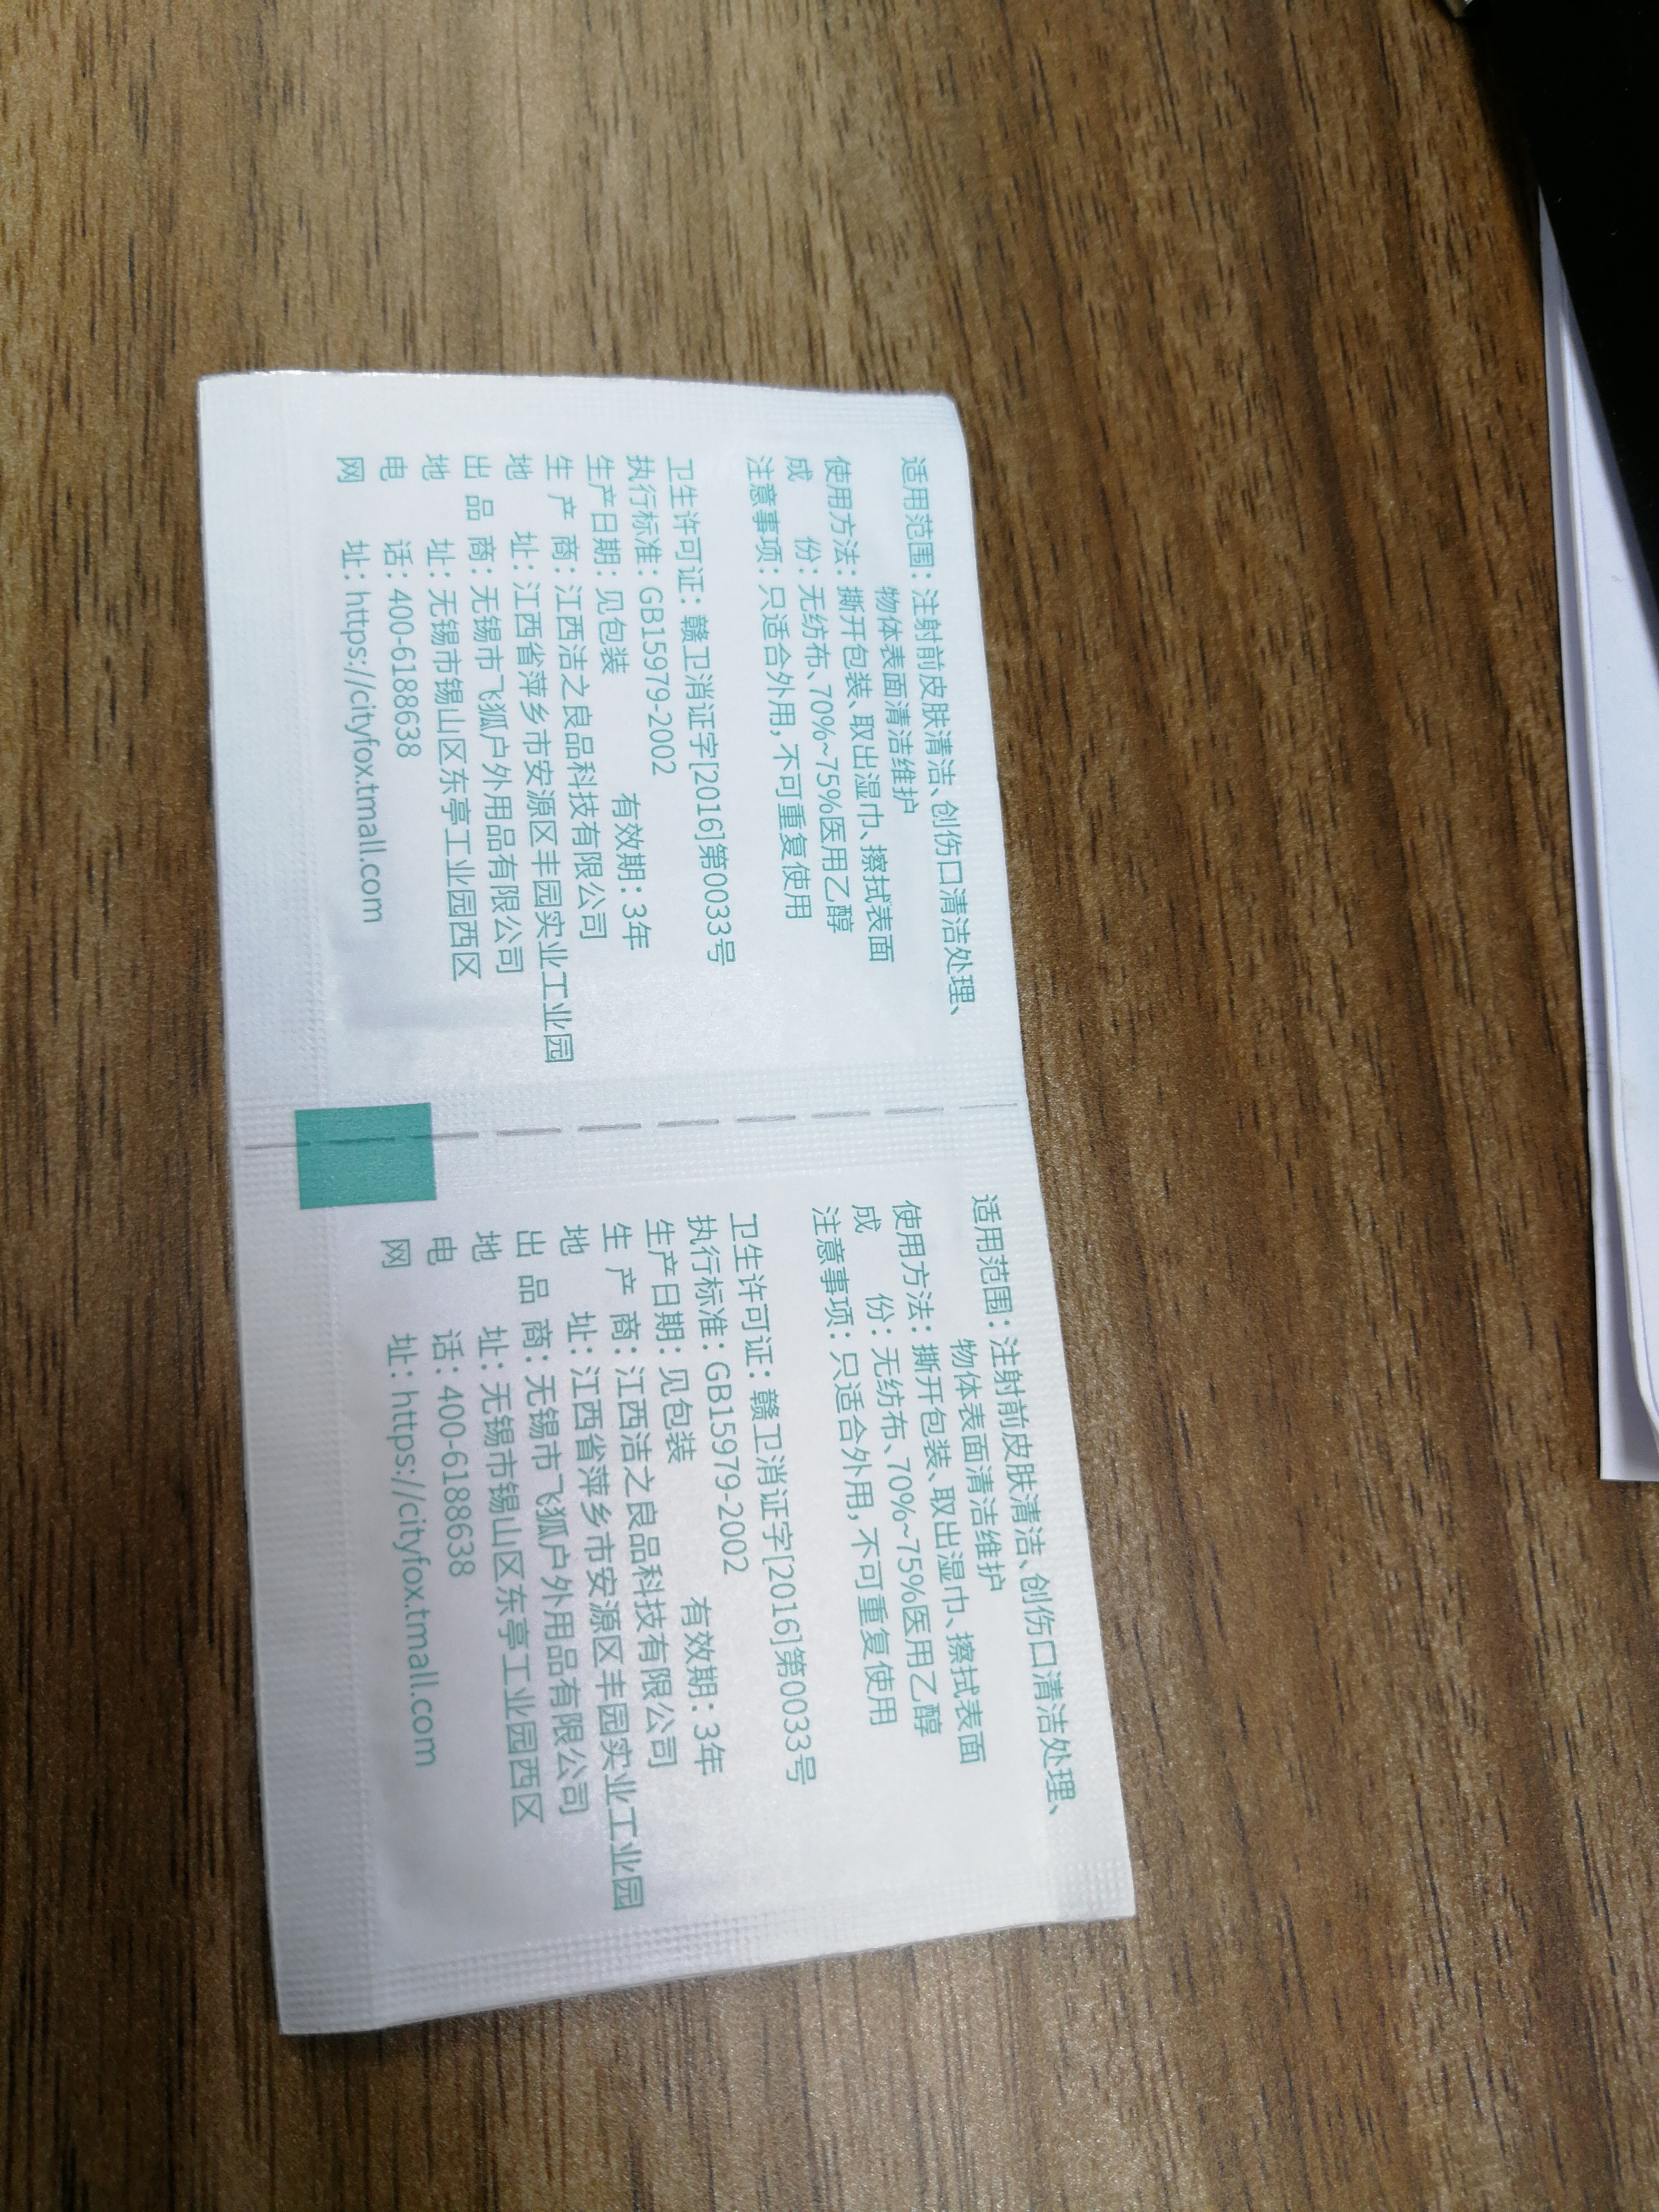 适用范围：注射前皮肤清洁、创伤口清洁处理、
物体表面清洁维护
使用方法：撕开包装、取出湿巾、擦拭表面
成 份：无纺布、70%~75%医用乙醇
注意事项：只适合外用，不可重复使用
卫生许可证：赣卫消证字[2016]第0033号
执行标准：GB15979-2002
生产日期：见包装 有效期：3年
生 产 商：江西洁之良品科技有限公司
地 址：江西省萍乡市安源区丰园实业工业园
出 品 商：无锡市飞狐户外用品有限公司
地 址：无锡市锡山区东亭工业园西区
电 话：400-6188638
网 址：https://cityfox.tmall.com
适用范围：注射前皮肤清洁、创伤口清洁处理、
物体表面清洁维护
使用方法：撕开包装、取出湿巾、擦拭表面
成 份：无纺布、70%~75%医用乙醇
注意事项：只适合外用，不可重复使用
卫生许可证：赣卫消证字[2016]第0033号
执行标准：GB15979-2002
生产日期：见包装 有效期：3年
生 产 商：江西洁之良品科技有限公司
地 址：江西省萍乡市安源区丰园实业工业园
出 品 商：无锡市飞狐户外用品有限公司
地 址：无锡市锡山区东亭工业园西区
电 话：400-6188638
网 址：https://cityfox.tmall.com